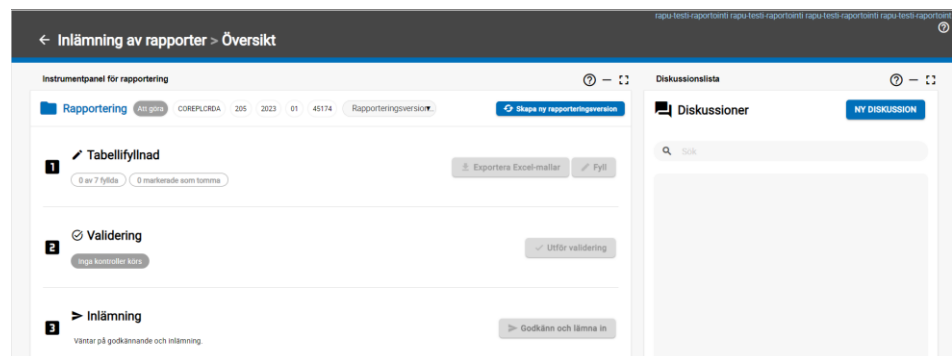 rapu-testi-raportointi rapu-testi-raportointi rapu-testi-raportointi rapu-testi-raportoint
← Inlämning av rapporter > Översikt
Instrumentpanel för rapportering
Rapportering Att göra COREPLCRDA 205 2023 01 45174 Rapporteringsversion Skapa ny rapporteringsversion
1 Tabellifyllnad
0 av 7 fyllda 0 markerade som tomma
Exportera Excel-mallar Fyll
2 Validering
Inga kontroller körs
Utför validering
3 Inlämning
Väntar på godkännande och inlämning.
Godkänn och lämna in
Diskussionslista
Diskussioner NY DISKUSSION
Sök